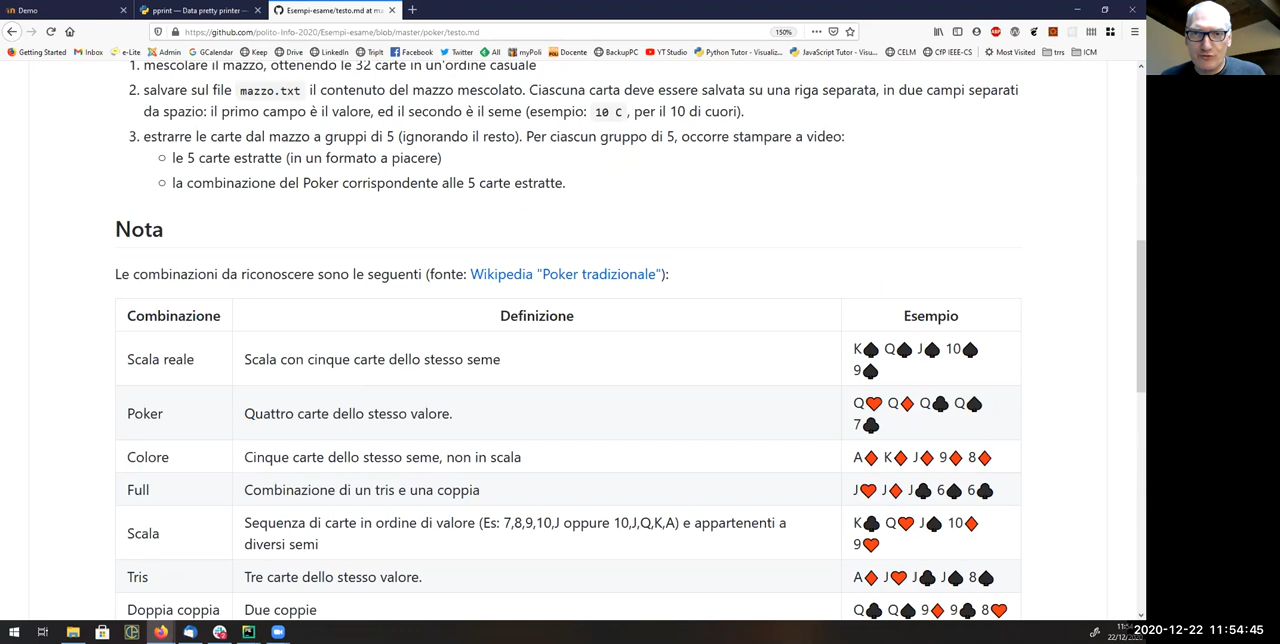 Demo
pprint — Data pretty printer —
Esempi-esame/testo.md at ma
https://github.com/polito-Info-2020/Esempi-esame/blob/master/poker/testo.md
150%
Getting Started M Inbox e-Lite Admin GCalendar Keep Drive LinkedIn TripIt Facebook myPoli Twitter All Docente BackupPC YT Studio Python Tutor - Visualiz... JavaScript Tutor - Visu... CELM CfP IEEE-CS Most Visited trrs ICM
1. mescolare il mazzo, ottenendo le 32 carte in un'ordine casuale
2. salvare sul file mazzo.txt il contenuto del mazzo mescolato. Ciascuna carta deve essere salvata su una riga separata, in due campi separati
da spazio: il primo campo è il valore, ed il secondo è il seme (esempio: 10 C , per il 10 di cuori).
3. estrarre le carte dal mazzo a gruppi di 5 (ignorando il resto). Per ciascun gruppo di 5, occorre stampare a video:
le 5 carte estratte (in un formato a piacere)
la combinazione del Poker corrispondente alle 5 carte estratte.
Nota
Le combinazioni da riconoscere sono le seguenti (fonte: Wikipedia "Poker tradizionale"):
Combinazione Definizione Esempio
Scala reale Scala con cinque carte dello stesso seme K♠ Q♠ J♠ 10♠
9♠
Poker Quattro carte dello stesso valore. Q♥ Q♦ Q♣ Q♠
7♣
Colore Cinque carte dello stesso seme, non in scala A♦ K♦ J♦ 9♦ 8♦
Full Combinazione di un tris e una coppia J♥ J♦ J♣ 6♠ 6♣
Scala Sequenza di carte in ordine di valore (Es: 7,8,9,10,J oppure 10,J,Q,K,A) e appartenenti a
diversi semi K♣ Q♥ J♠ 10♦
9♥
Tris Tre carte dello stesso valore. A♦ J♥ J♣ J♠ 8♠
Doppia coppia Due coppie Q♣ Q♠ 9♦ 9♣ 8♥
22/12/
2020-12-22 11:54:45